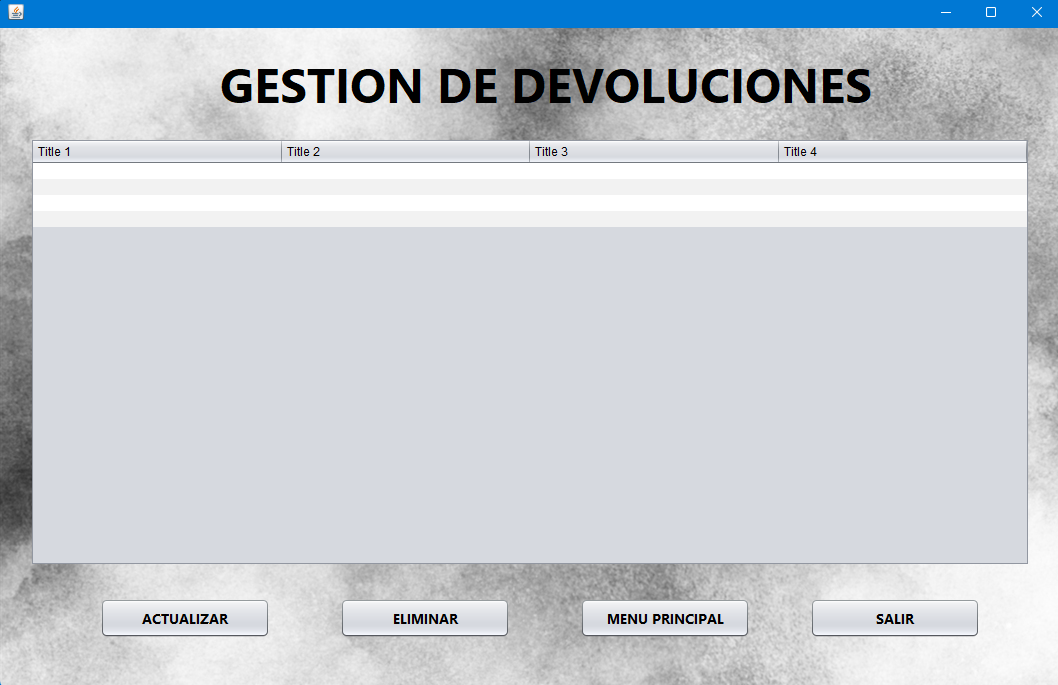 GESTION DE DEVOLUCIONES
Title 1 Title 2 Title 3 Title 4
ACTUALIZAR ELIMINAR MENU PRINCIPAL SALIR